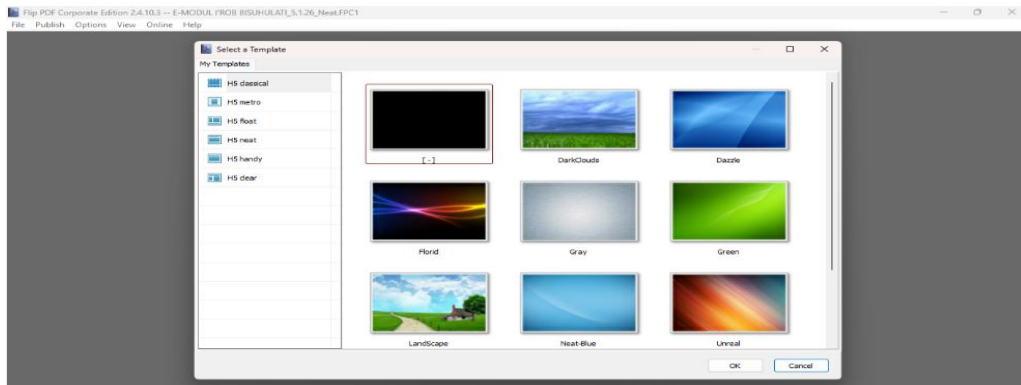 Flip PDF Corporate Edition 2.4.10.3 -- E-MODUL I'ROB BISUHULATI_5.1.26_Neat.FPC1
File Publish Options View Online Help
Select a Template
My Templates
H5 classical
H5 metro
H5 float
H5 neat
H5 handy
H5 clear
[ - ]
DarkClouds
Dazzle
Florid
Gray
Green
LandScape
Neat-Blue
Unreal
OK
Cancel